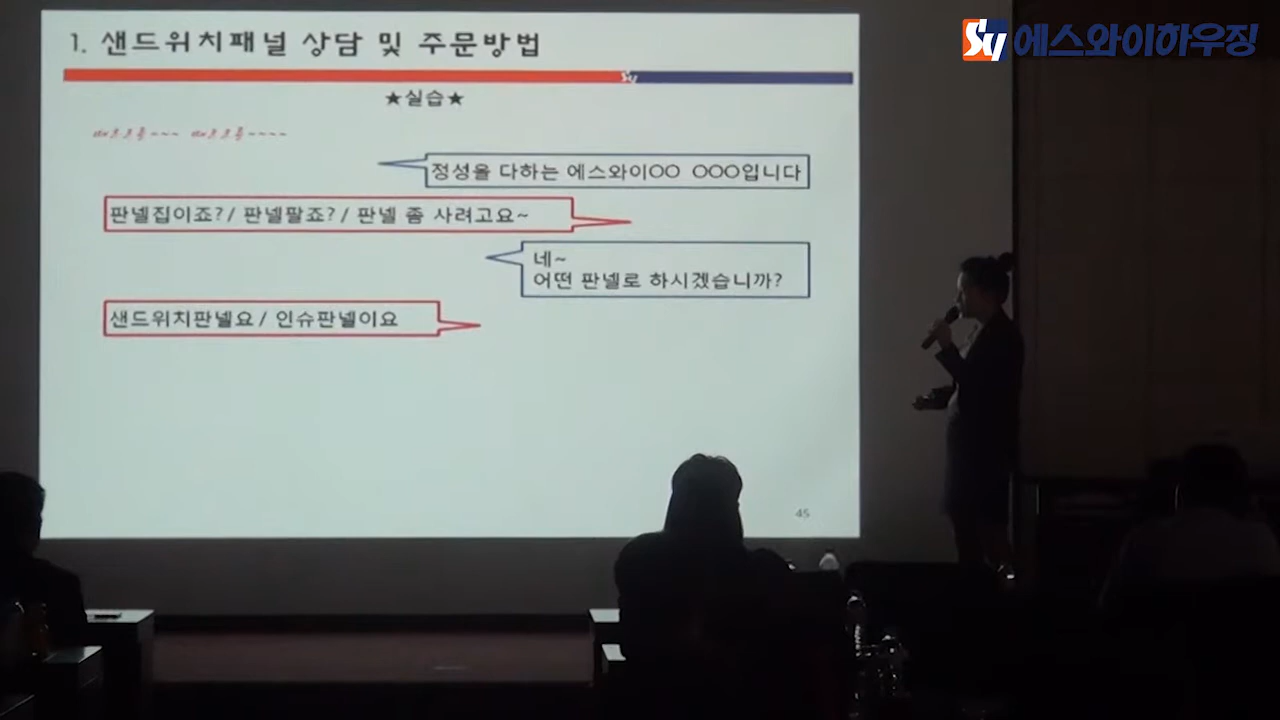 SY 에스와이하우징
1. 샌드위치패널 상담 및 주문방법
SY
★실습★
따르르릉~~~ 따르르릉~~~~
정성을 다하는 에스와이OO OOO입니다
판넬집이죠? / 판넬팔죠? / 판넬 좀 사려고요~
네~
어떤 판넬로 하시겠습니까?
샌드위치판넬요 / 인슈판넬이요
45